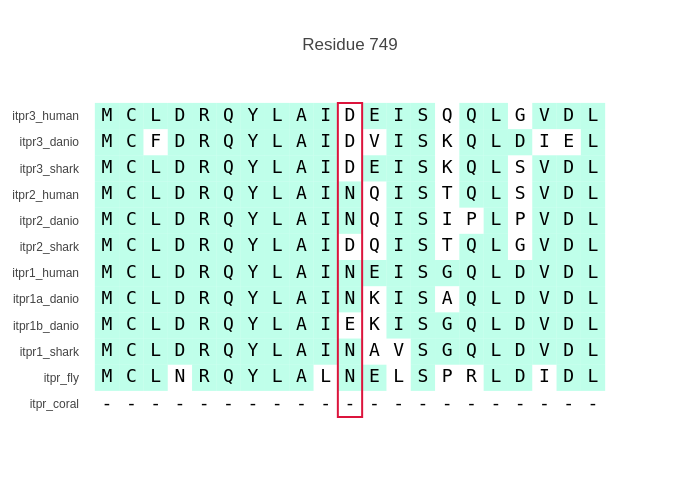 Residue 749
itpr3_human M C L D R Q Y L A I D E I S Q Q L G V D L
itpr3_danio M C F D R Q Y L A I D V I S K Q L D I E L
itpr3_shark M C L D R Q Y L A I D E I S K Q L S V D L
itpr2_human M C L D R Q Y L A I N Q I S T Q L S V D L
itpr2_danio M C L D R Q Y L A I N Q I S I P L P V D L
itpr2_shark M C L D R Q Y L A I D Q I S T Q L G V D L
itpr1_human M C L D R Q Y L A I N E I S G Q L D V D L
itpr1a_danio M C L D R Q Y L A I N K I S A Q L D V D L
itpr1b_danio M C L D R Q Y L A I E K I S G Q L D V D L
itpr1_shark M C L D R Q Y L A I N A V S G Q L D V D L
itpr_fly M C L N R Q Y L A L N E L S P R L D I D L
itpr_coral - - - - - - - - - - - - - - - - - - - - -